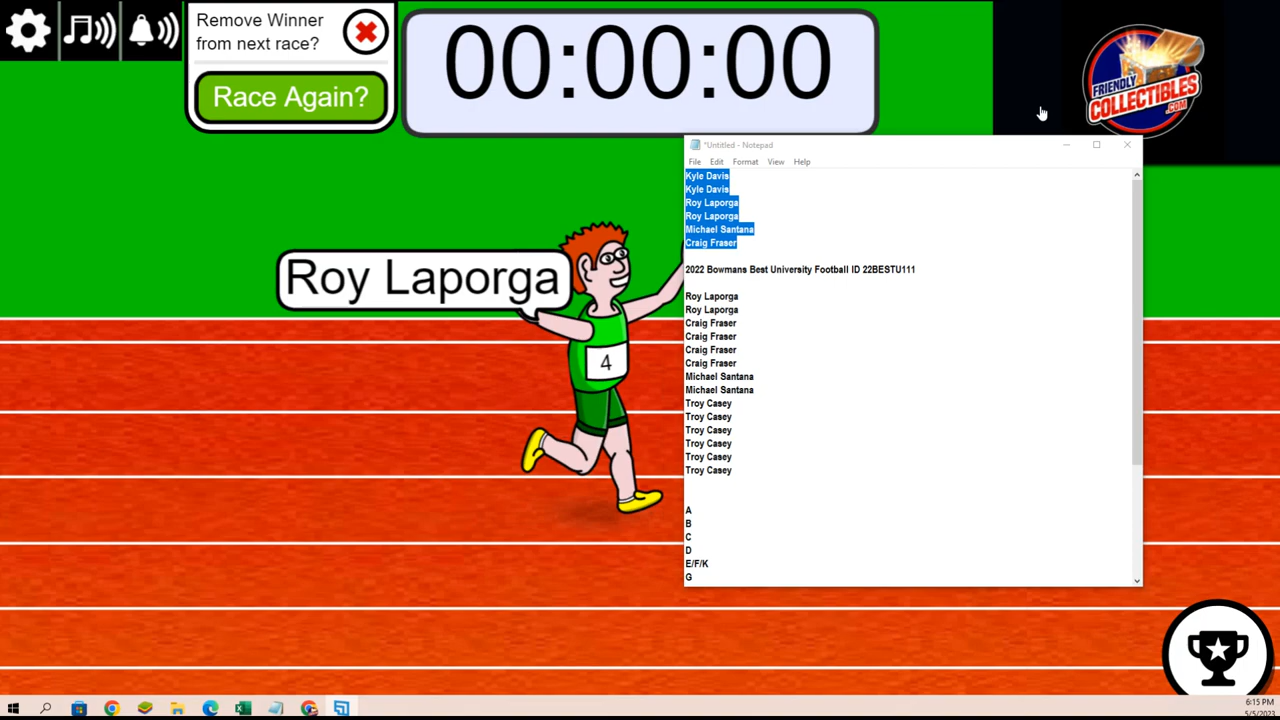 Remove Winner
from next race?
Race Again?
00:00:00
FRIENDLY
COLLECTIBLES
.COM
*Untitled - Notepad
File Edit Format View Help
Kyle Davis
Kyle Davis
Roy Laporga
Roy Laporga
Michael Santana
Craig Fraser
2022 Bowmans Best University Football ID 22BESTU111
Roy Laporga
Roy Laporga
Craig Fraser
Craig Fraser
Craig Fraser
Craig Fraser
Michael Santana
Michael Santana
Troy Casey
Troy Casey
Troy Casey
Troy Casey
Troy Casey
Troy Casey
A
B
C
D
E/F/K
G
Roy Laporga
4
6:15 PM
5/5/2023